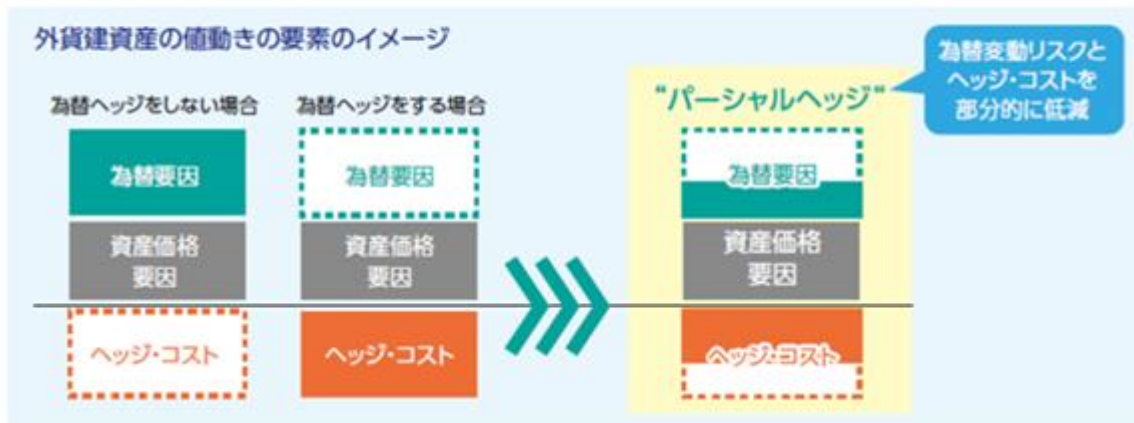 外貨建資産の値動きの要素のイメージ
為替ヘッジをしない場合
為替要因
資産価格
要因
ヘッジ・コスト
為替ヘッジをする場合
為替要因
資産価格
要因
ヘッジ・コスト
“パーシャルヘッジ“
為替要因
資産価格
要因
ヘッジ・コスト
為替変動リスクと
ヘッジ・コストを
部分的に低減